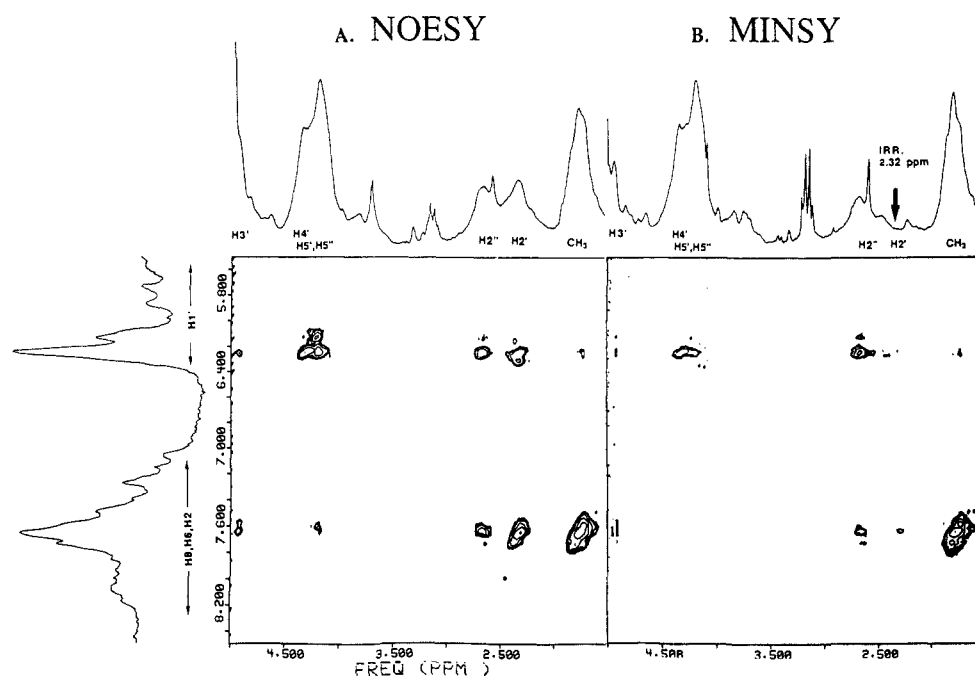 A. NOESY
B. MINSY
IRR.
2.32 ppm
H3'
H4'
H5',H5''
H2''
H2'
CH3
H3'
H4'
H5',H5''
H2''
H2'
CH3
H1'
H8,H6,H2
5.800
6.400
7.000
7.600
8.200
4.500
3.500
2.500
4.500
3.500
2.500
FREQ (PPM )